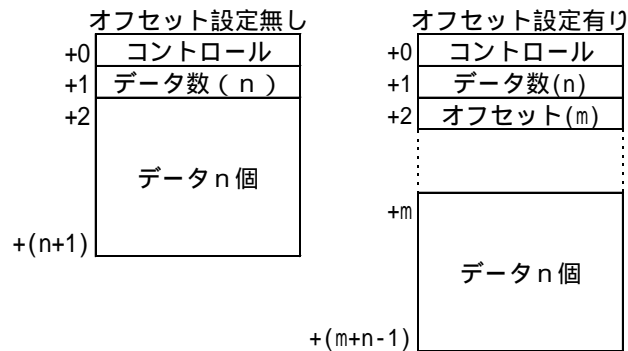 オフセット設定無し
+0 コントロール
+1 データ数(n)
+2
データn個
+(n+1)
オフセット設定有り
+0 コントロール
+1 データ数(n)
+2 オフセット(m)
+m
データn個
+(m+n-1)